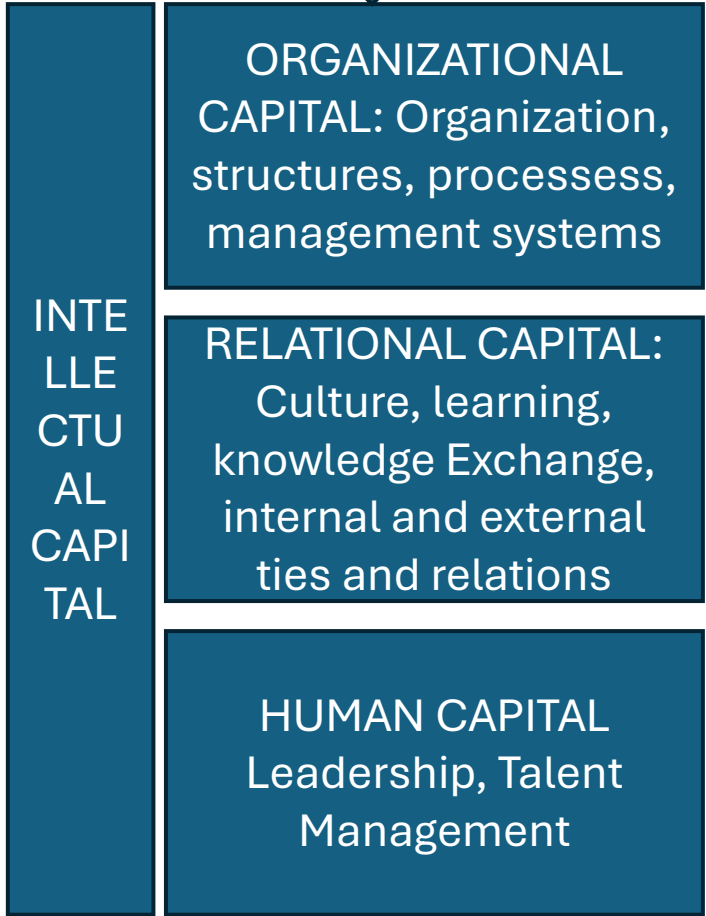 INTE
LLE
CTU
AL
CAPI
TAL
ORGANIZATIONAL
CAPITAL: Organization,
structures, processess,
management systems
RELATIONAL CAPITAL:
Culture, learning,
knowledge Exchange,
internal and external
ties and relations
HUMAN CAPITAL
Leadership, Talent
Management